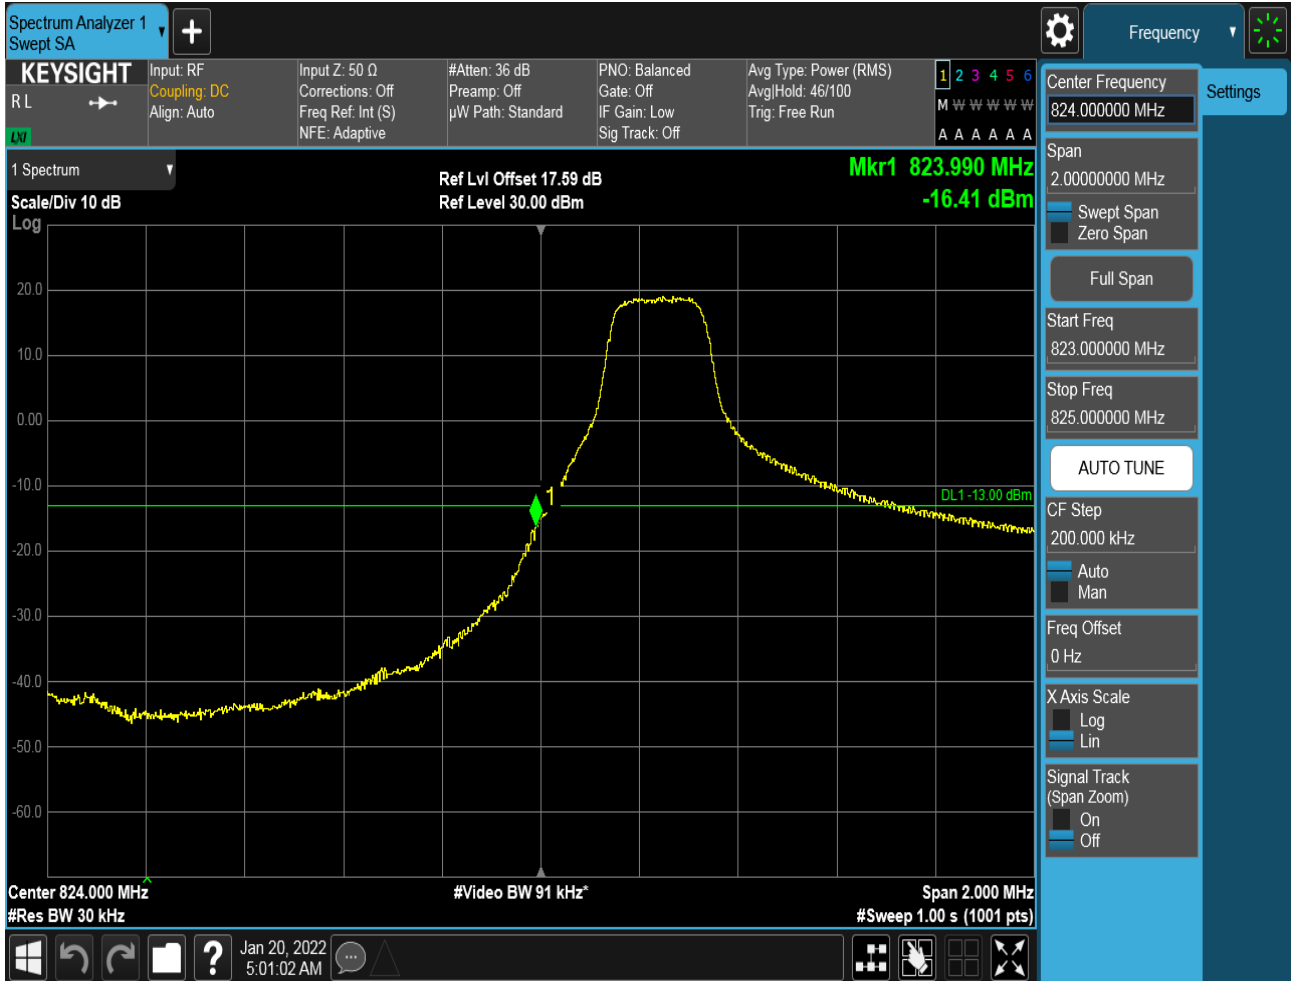 Spectrum Analyzer 1
Swept SA
Frequency
KEYSIGHT
R L
LXI
Input: RF
Coupling: DC
Align: Auto
Input Z: 50 Ω
Corrections: Off
Freq Ref: Int (S)
NFE: Adaptive
#Atten: 36 dB
Preamp: Off
µW Path: Standard
PNO: Balanced
Gate: Off
IF Gain: Low
Sig Track: Off
Avg Type: Power (RMS)
Avg|Hold: 46/100
Trig: Free Run
1 2 3 4 5 6
M W W W W W
A A A A A A
1 Spectrum
Scale/Div 10 dB
Log
Ref Lvl Offset 17.59 dB
Ref Level 30.00 dBm
Mkr1 823.990 MHz
-16.41 dBm
20.0
10.0
0.00
-10.0
-20.0
-30.0
-40.0
-50.0
-60.0
1
DL1 -13.00 dBm
Center 824.000 MHz
#Res BW 30 kHz
#Video BW 91 kHz*
Span 2.000 MHz
#Sweep 1.00 s (1001 pts)
Center Frequency
824.000000 MHz
Settings
Span
2.00000000 MHz
Swept Span
Zero Span
Full Span
Start Freq
823.000000 MHz
Stop Freq
825.000000 MHz
AUTO TUNE
CF Step
200.000 kHz
Auto
Man
Freq Offset
0 Hz
X Axis Scale
Log
Lin
Signal Track
(Span Zoom)
On
Off
?
Jan 20, 2022
5:01:02 AM